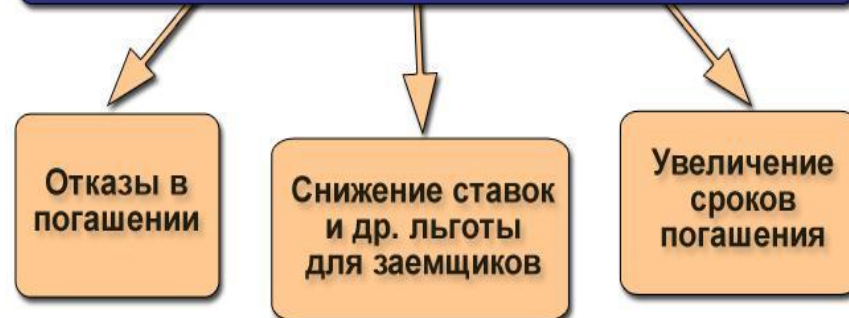 Отказы в
погашении
Снижение ставок
и др. льготы
для заемщиков
Увеличение
сроков
погашения